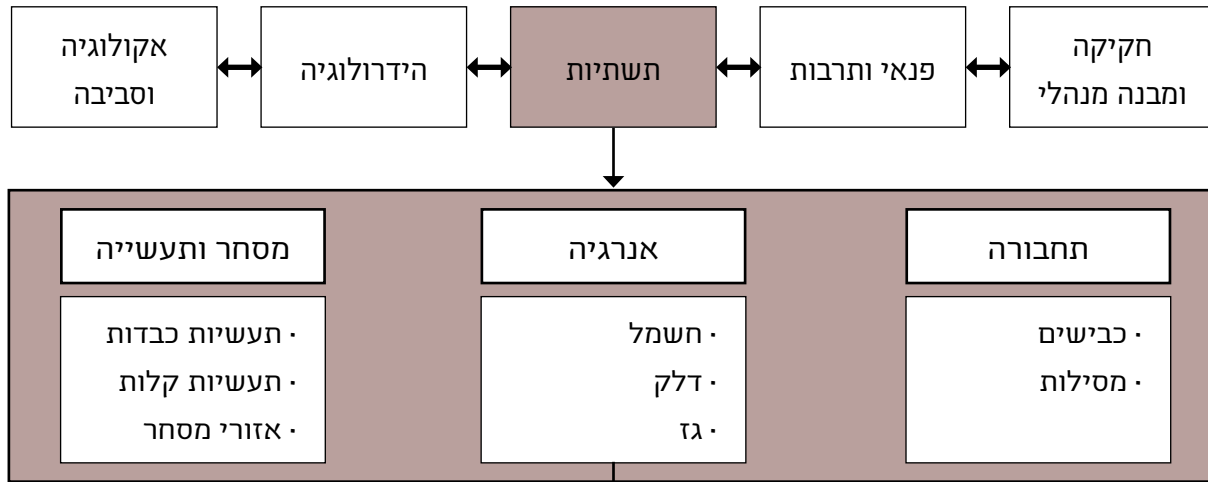 חקיקה
ומבנה מנהלי
פנאי ותרבות
תשתיות
הידרולוגיה
אקולוגיה
וסביבה
תחבורה
· כבישים
· מסילות
אנרגיה
· חשמל
· דלק
· גז
מסחר ותעשייה
· תעשיות כבדות
· תעשיות קלות
· אזורי מסחר